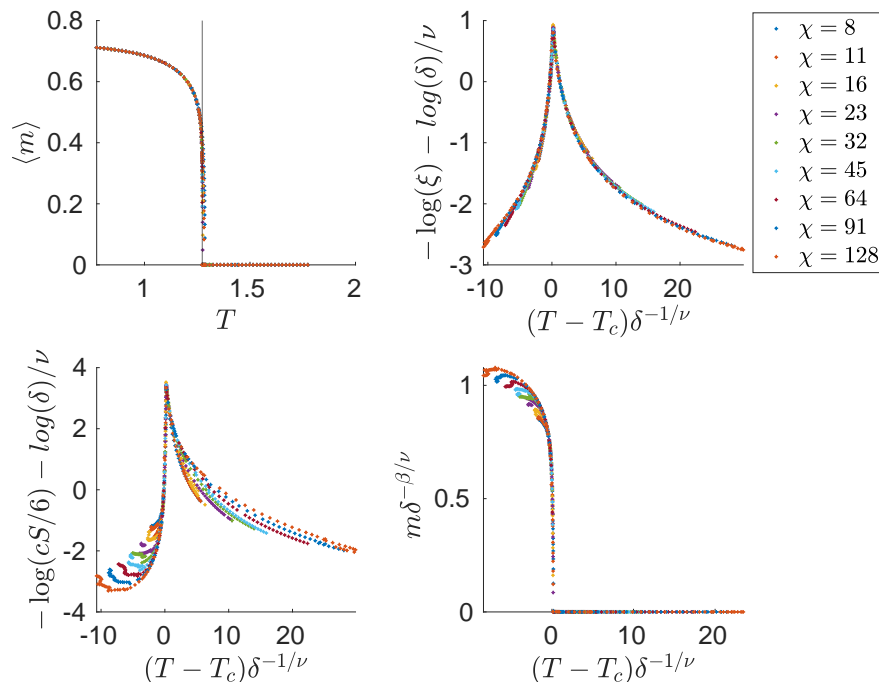 0.8
0.6
0.4
0.2
0
1
1.5
2
⟨m⟩
T
1
0
-1
-2
-3
-10
0
10
20
− log(ξ) − log(δ)/ν
(T − T_c)δ^{-1/ν}
χ = 8
χ = 11
χ = 16
χ = 23
χ = 32
χ = 45
χ = 64
χ = 91
χ = 128
4
2
0
-2
-4
-10
0
10
20
− log(cS/6) − log(δ)/ν
(T − T_c)δ^{-1/ν}
1
0.5
0
0
10
20
mδ^{-β/ν}
(T − T_c)δ^{-1/ν}